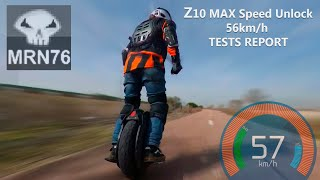 Z10 MAX Speed Unlock
56km/h
TESTS REPORT
MRN76
57
km/h